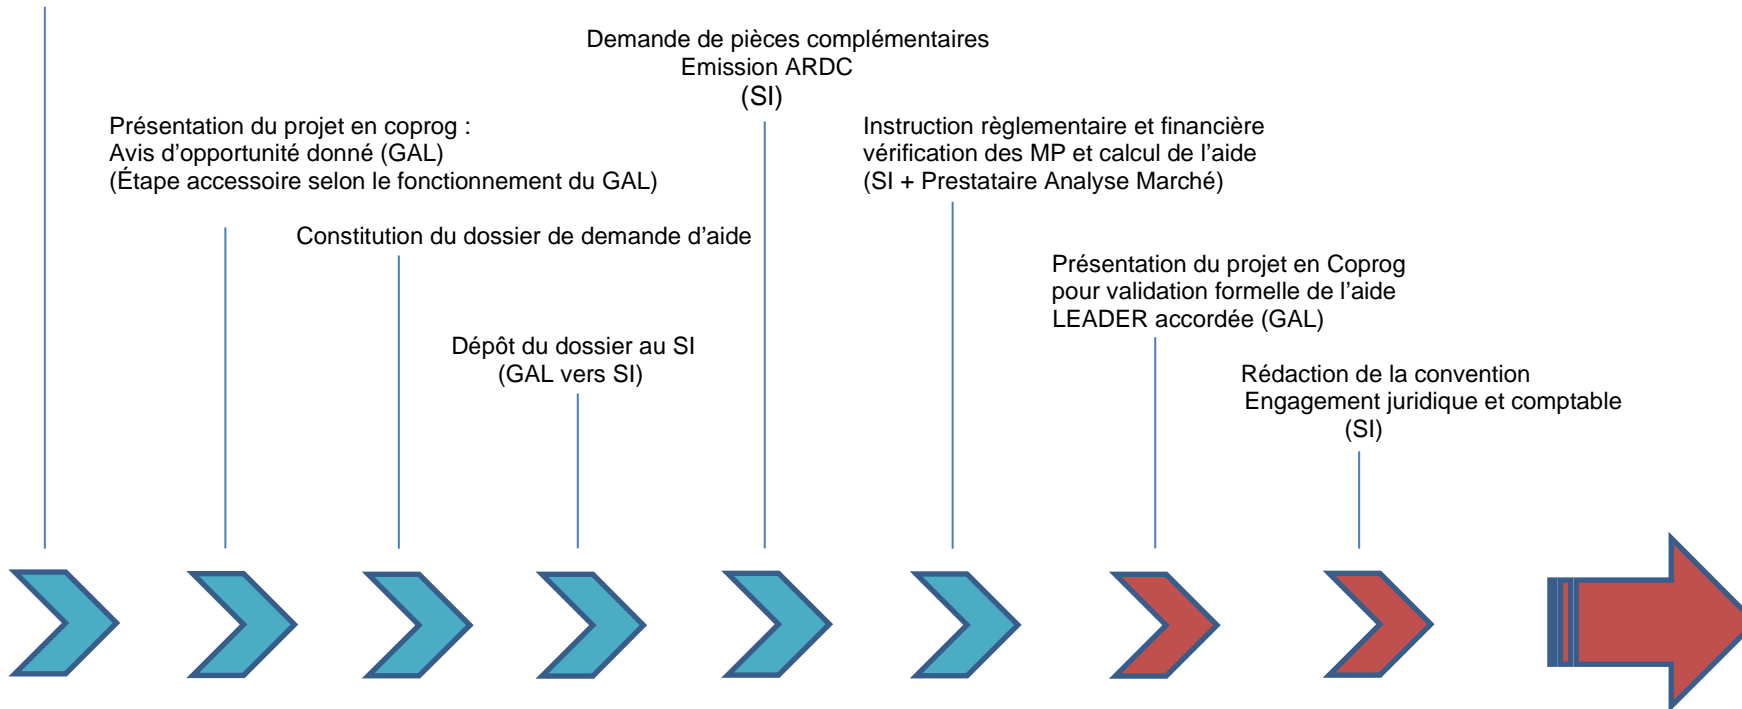 Demande de pièces complémentaires
Emission ARDC
(SI)
Présentation du projet en coprog :
Avis d’opportunité donné (GAL)
(Étape accessoire selon le fonctionnement du GAL)
Instruction règlementaire et financière
vérification des MP et calcul de l’aide
(SI + Prestataire Analyse Marché)
Constitution du dossier de demande d’aide
Présentation du projet en Coprog
pour validation formelle de l’aide
LEADER accordée (GAL)
Dépôt du dossier au SI
(GAL vers SI)
Rédaction de la convention
Engagement juridique et comptable
(SI)